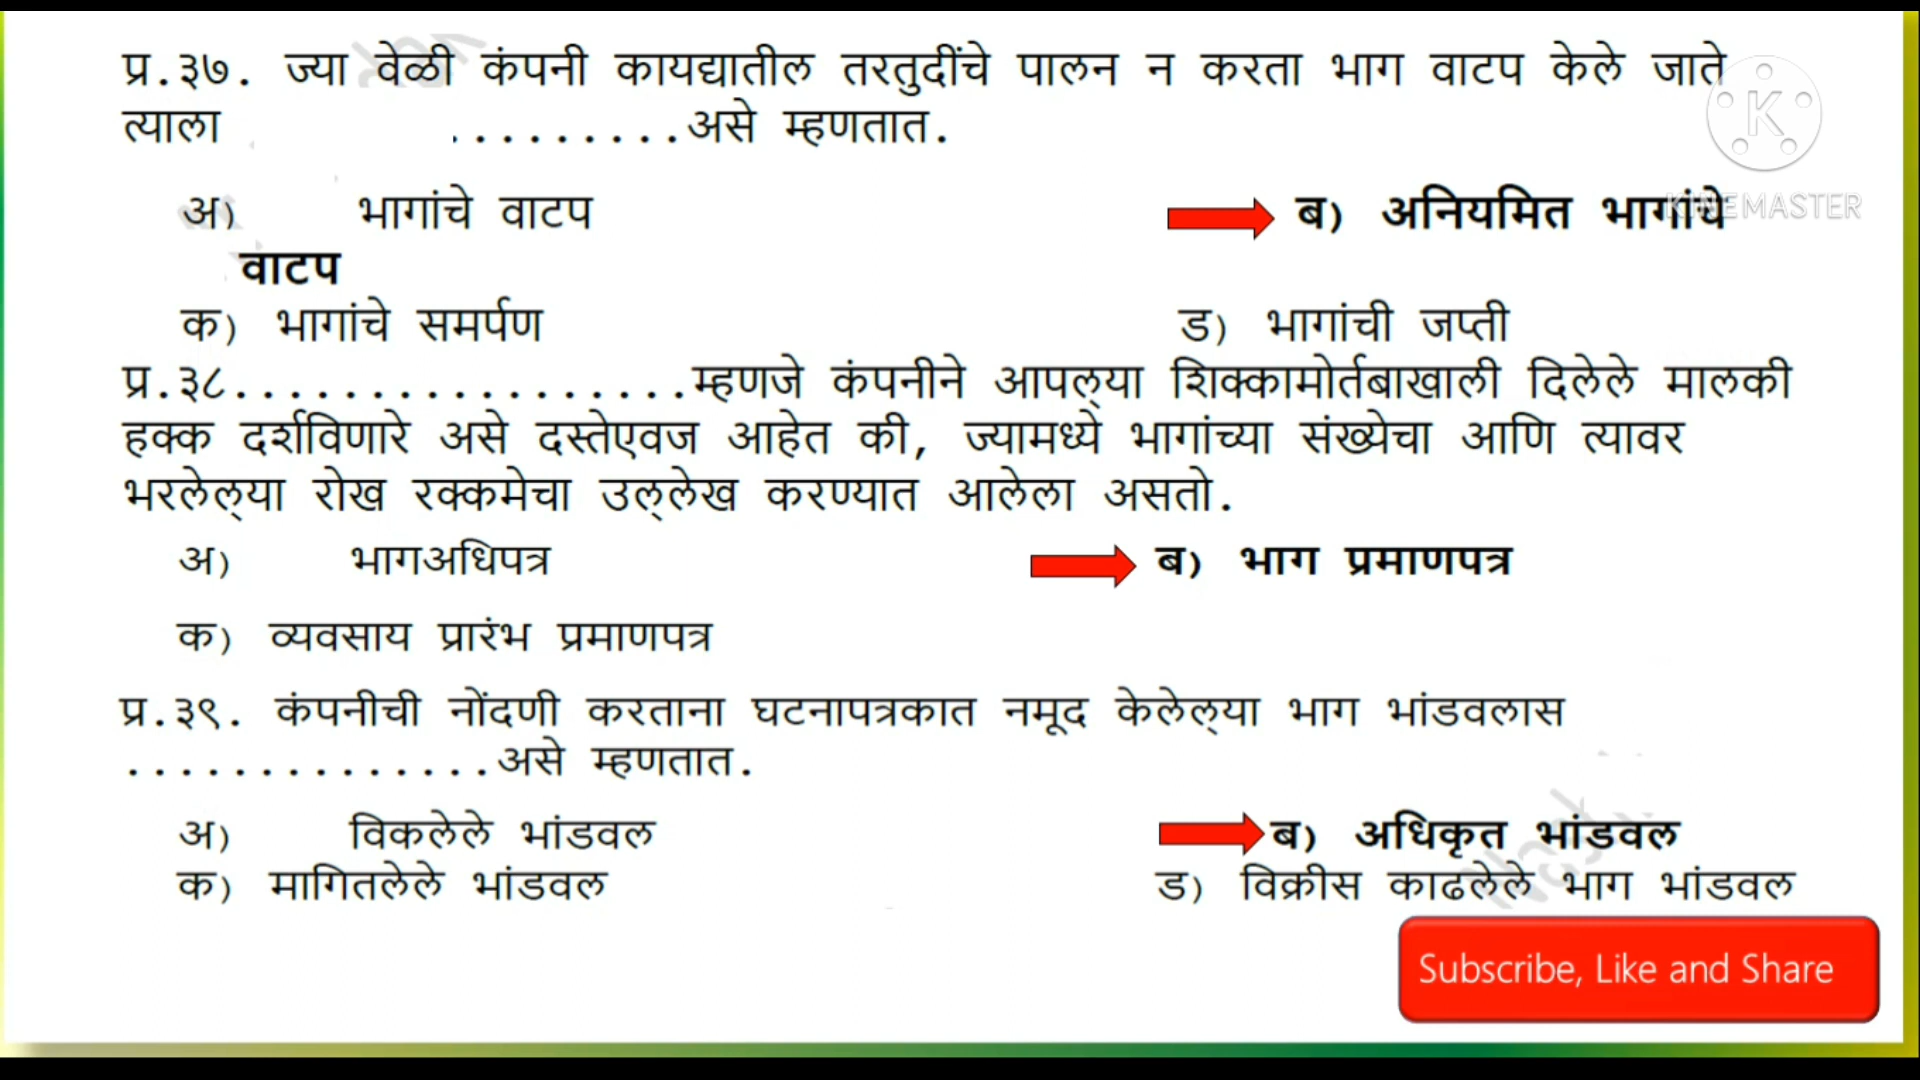 प्र.३७. ज्या वेळी कंपनी कायद्यातील तरतुदींचे पालन न करता भाग वाटप केले जाते
त्याला .........असे म्हणतात.
अ) भागांचे वाटप ब) अनियमित भागांचे
वाटप
क) भागांचे समर्पण ड) भागांची जप्ती
प्र.३८.................म्हणजे कंपनीने आपल्या शिक्कामोर्तबाखाली दिलेले मालकी
हक्क दर्शविणारे असे दस्तेएवज आहेत की, ज्यामध्ये भागांच्या संख्येचा आणि त्यावर
भरलेल्या रोख रक्कमेचा उल्लेख करण्यात आलेला असतो.
अ) भागअधिपत्र ब) भाग प्रमाणपत्र
क) व्यवसाय प्रारंभ प्रमाणपत्र
प्र.३९. कंपनीची नोंदणी करताना घटनापत्रकात नमूद केलेल्या भाग भांडवलास
..............असे म्हणतात.
अ) विकलेले भांडवल ब) अधिकृत भांडवल
क) मागितलेले भांडवल ड) विक्रीस काढलेले भाग भांडवल
Subscribe, Like and Share
K
KINEMASTER